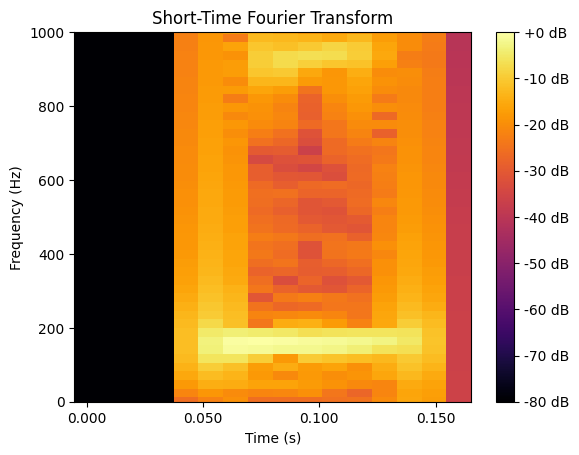 Short-Time Fourier Transform
1000
800
600
400
200
0
Frequency (Hz)
0.000
0.050
0.100
0.150
Time (s)
+0 dB
-10 dB
-20 dB
-30 dB
-40 dB
-50 dB
-60 dB
-70 dB
-80 dB